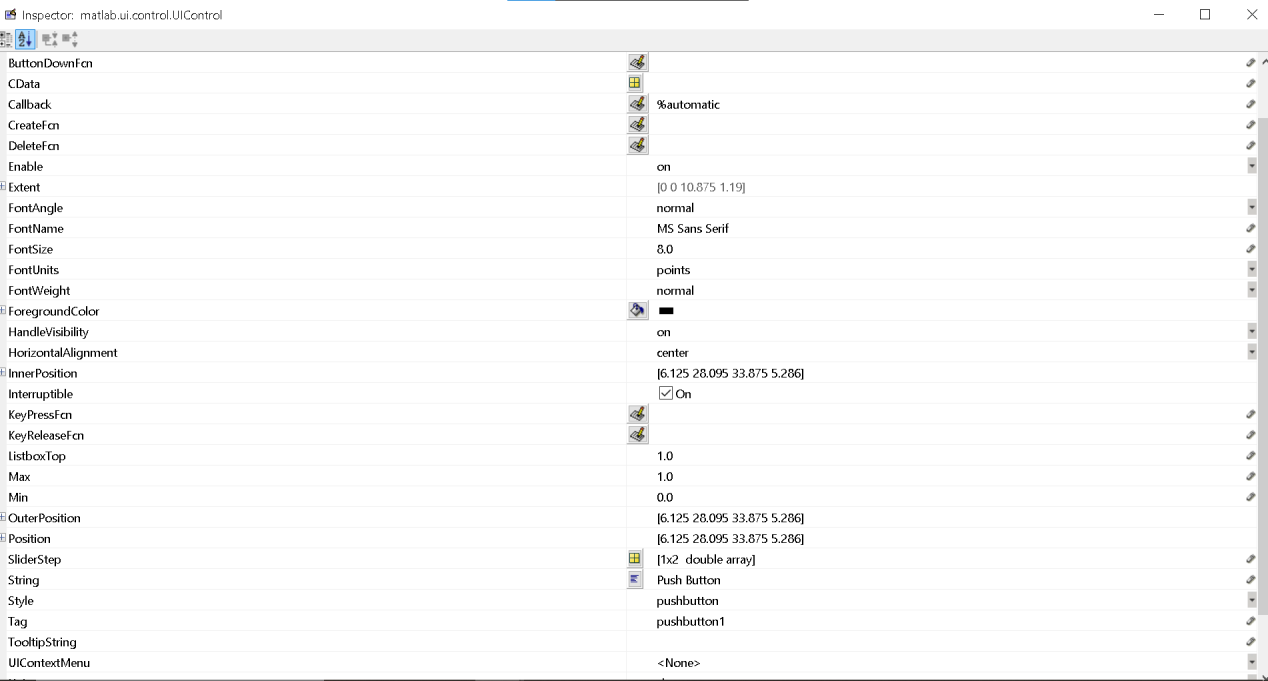 Inspector: matlab.ui.control.UIControl
ButtonDownFcn
CData
Callback %automatic
CreateFcn
DeleteFcn
Enable on
Extent [0 0 10.875 1.19]
FontAngle normal
FontName MS Sans Serif
FontSize 8.0
FontUnits points
FontWeight normal
ForegroundColor
HandleVisibility on
HorizontalAlignment center
InnerPosition [6.125 28.095 33.875 5.286]
Interruptible On
KeyPressFcn
KeyReleaseFcn
ListboxTop 1.0
Max 1.0
Min 0.0
OuterPosition [6.125 28.095 33.875 5.286]
Position [6.125 28.095 33.875 5.286]
SliderStep [1x2 double array]
String Push Button
Style pushbutton
Tag pushbutton1
TooltipString
UIContextMenu <None>